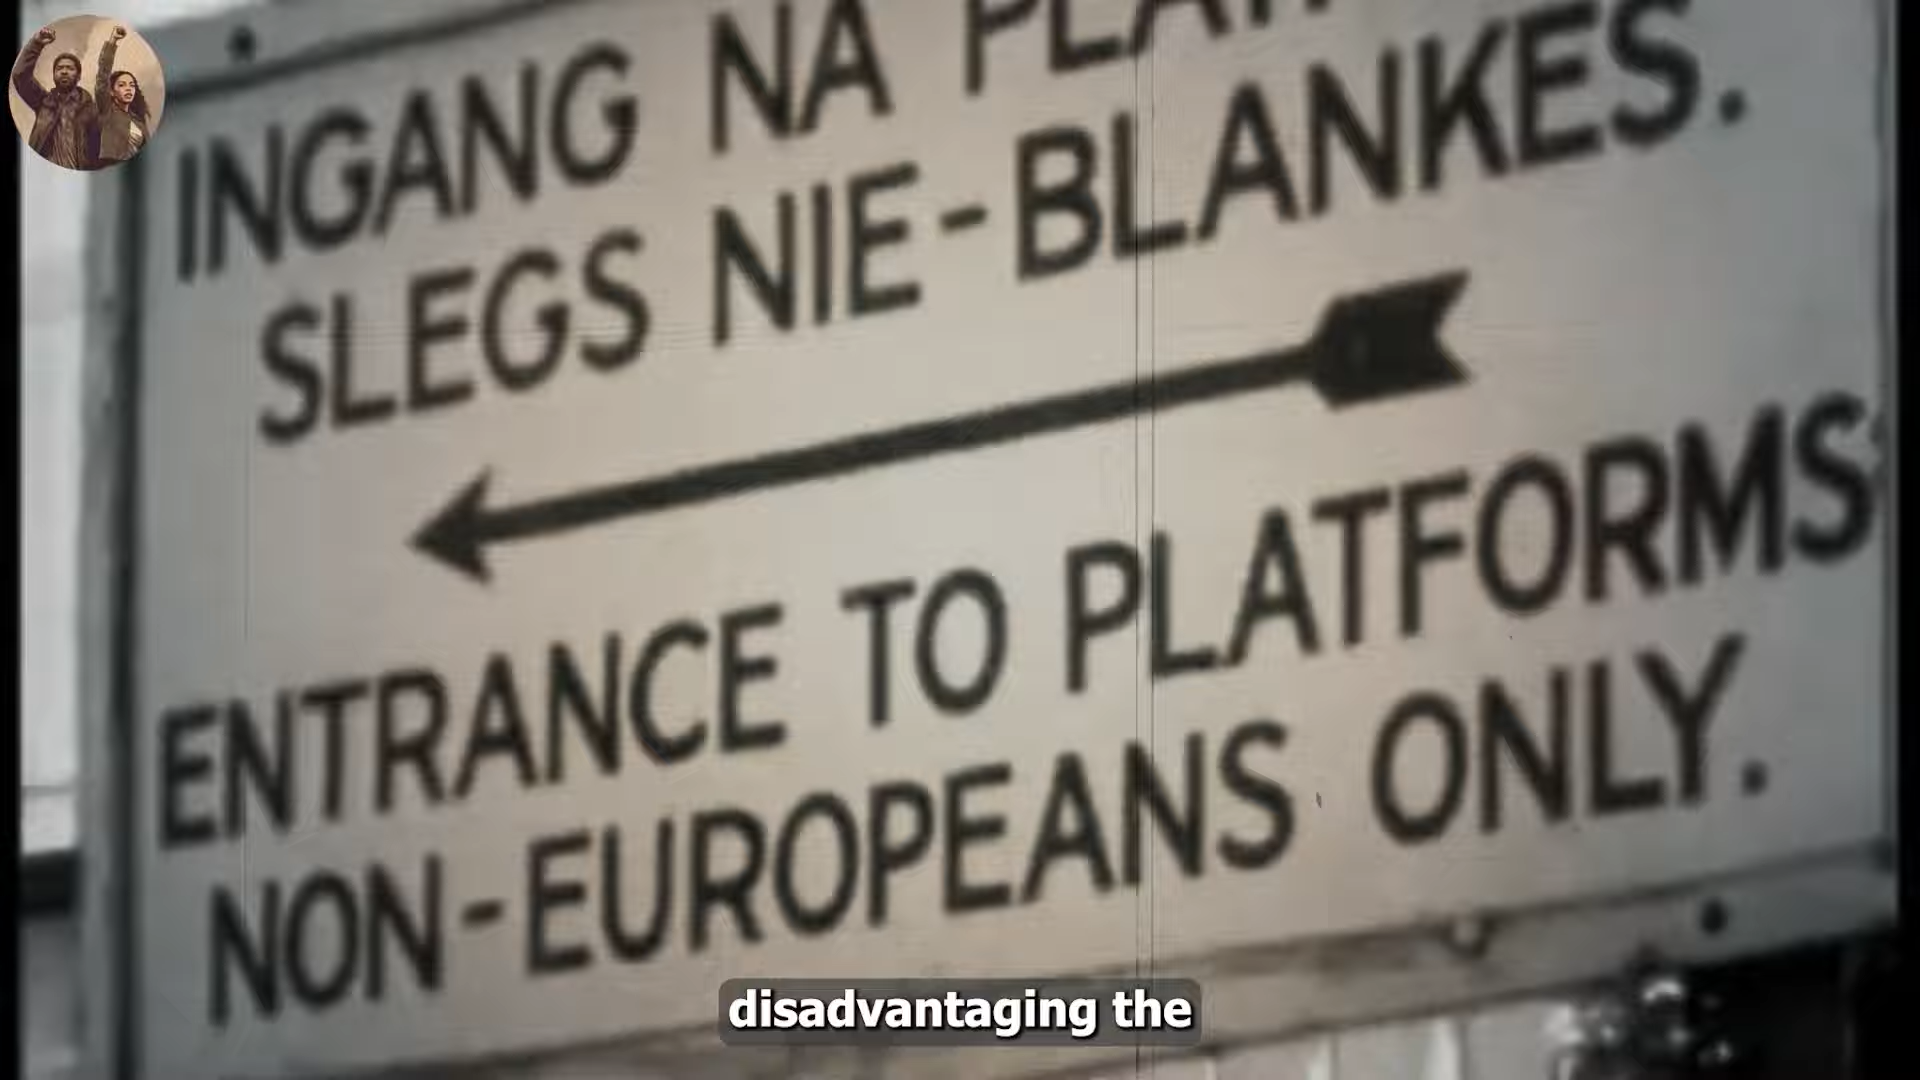 INGANG NA
SLEGS NIE-BLANKES.
ENTRANCE TO PLATFORMS
NON-EUROPEANS ONLY.
disadvantaging the